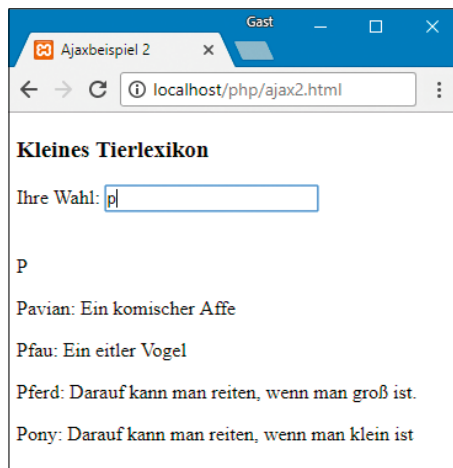 Gast
Ajaxbeispiel 2
localhost/php/ajax2.html
Kleines Tierlexikon
Ihre Wahl: p
P
Pavian: Ein komischer Affe
Pfau: Ein eitler Vogel
Pferd: Darauf kann man reiten, wenn man groß ist.
Pony: Darauf kann man reiten, wenn man klein ist